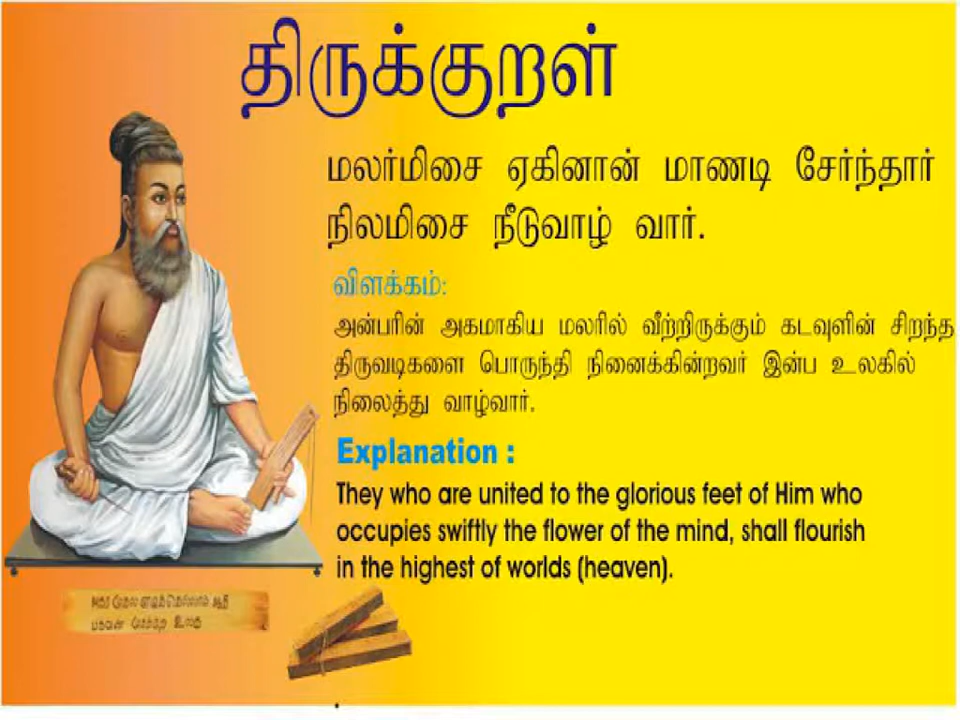 திருக்குறள்
மலர்மிசை ஏகினான் மாணடி சேர்ந்தார்
நிலமிசை நீடுவாழ் வார்.
விளக்கம்:
அன்பரின் அகமாகிய மலரில் வீற்றிருக்கும் கடவுளின் சிறந்த
திருவடிகளை பொருந்தி நினைக்கின்றவர் இன்ப உலகில்
நிலைத்து வாழ்வார்.
Explanation :
They who are united to the glorious feet of Him who
occupies swiftly the flower of the mind, shall flourish
in the highest of worlds (heaven).